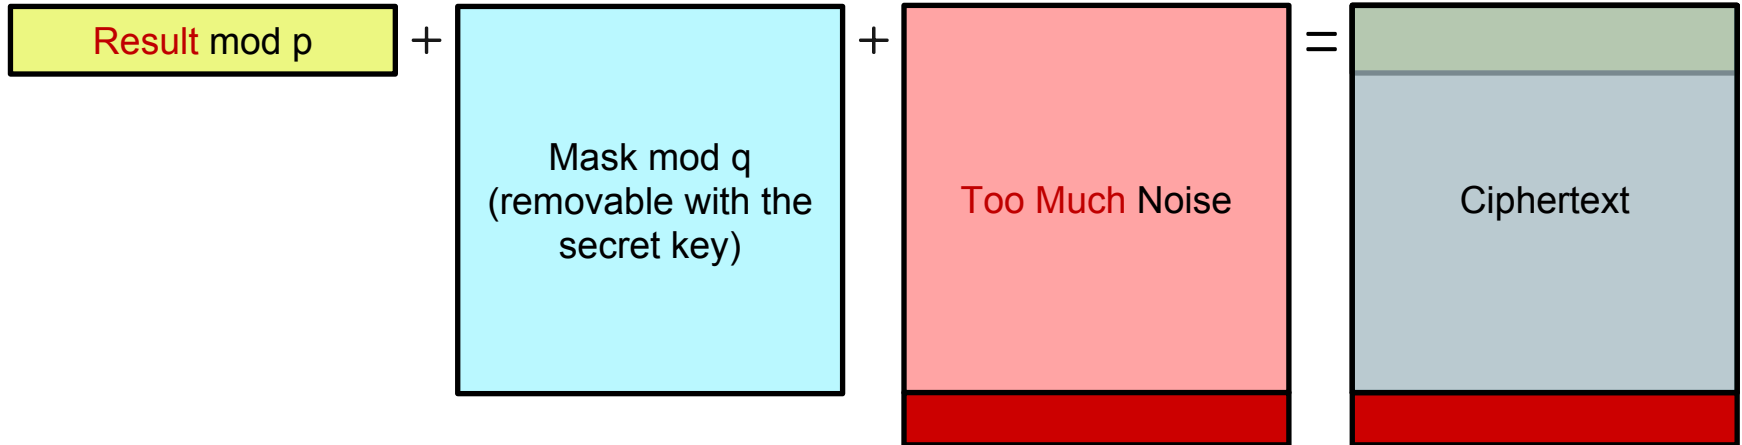 Result mod p
+
+
=
Mask mod q
(removable with the
secret key)
Too Much Noise
Ciphertext